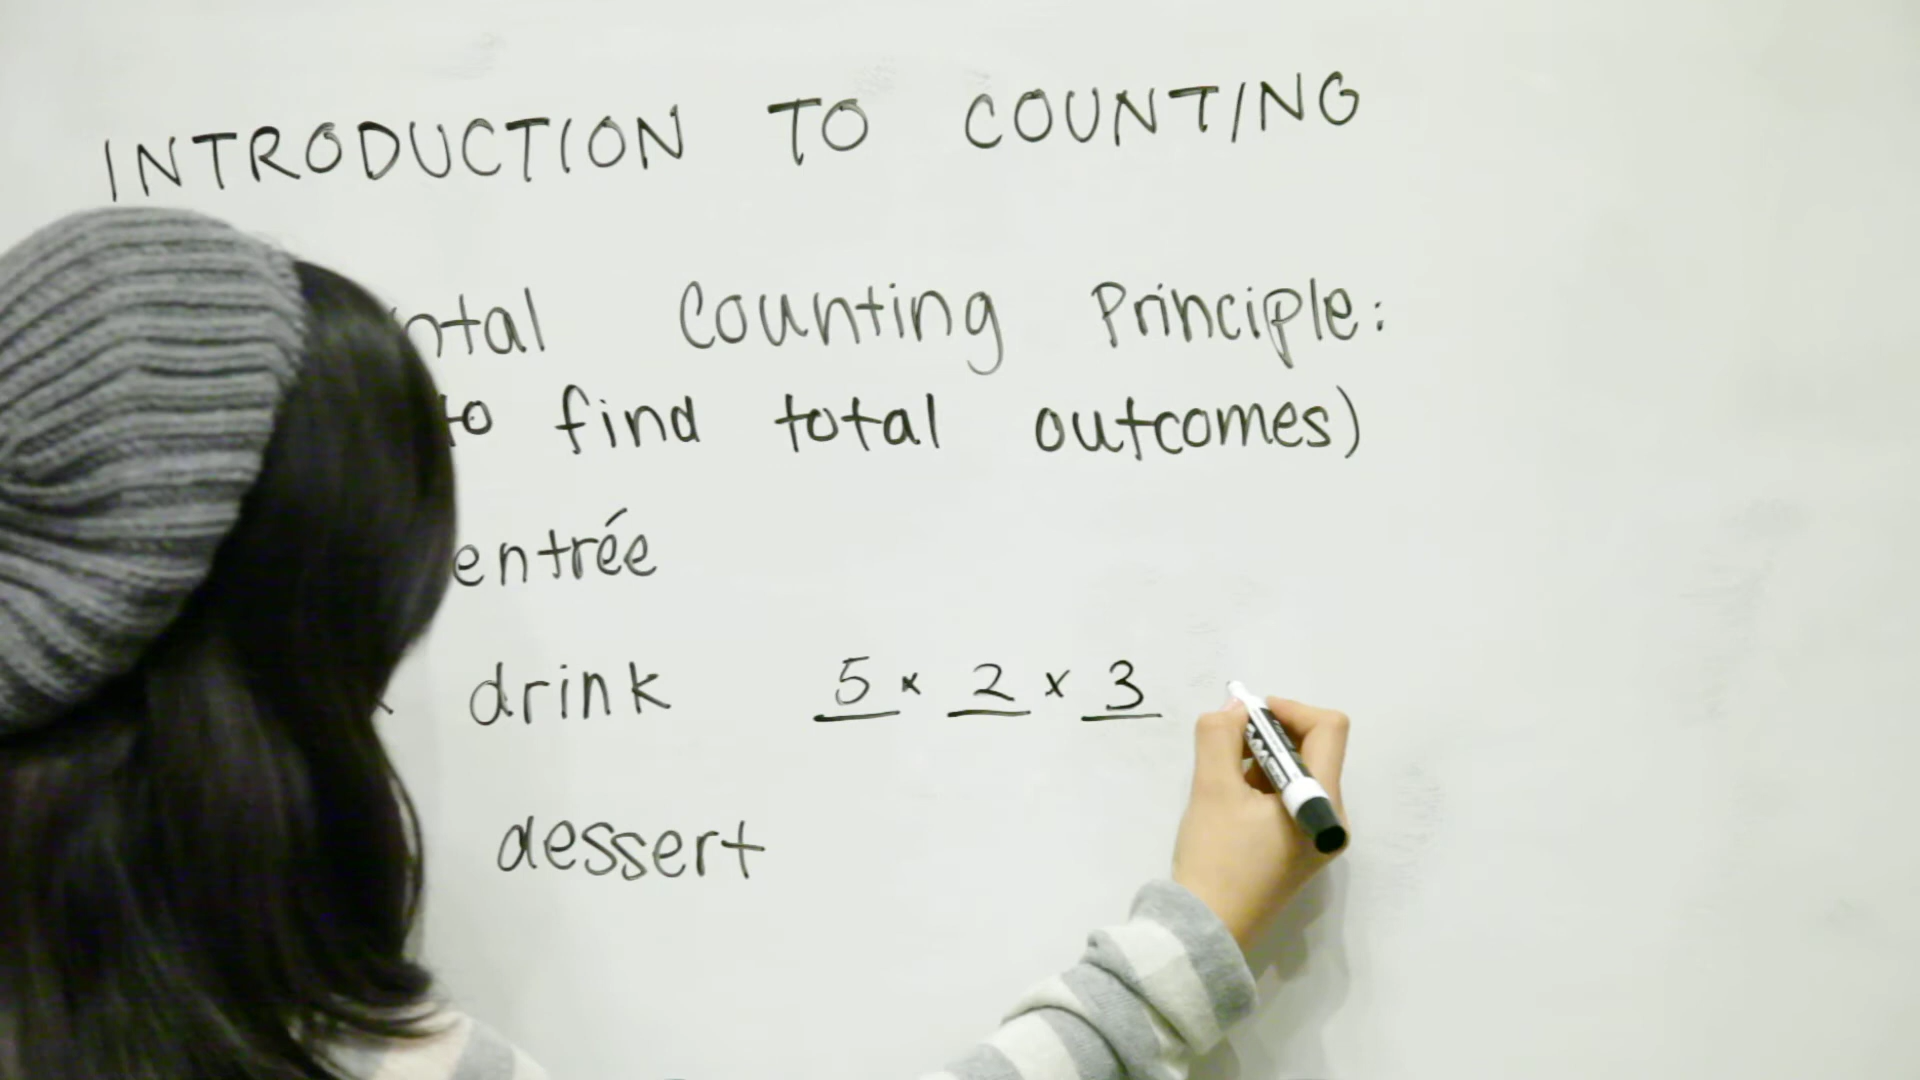 INTRODUCTION TO COUNTING
ntal Counting Principle:
to find total outcomes)
entrée
drink 5 × 2 × 3
dessert